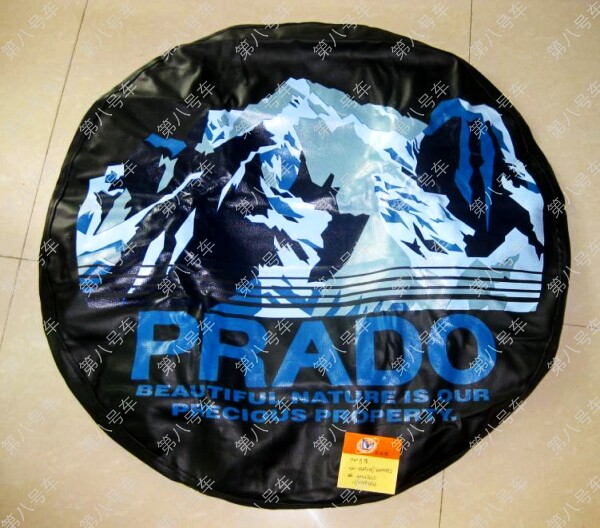 PRADO
BEAUTIFUL NATURE IS OUR
PRECIOUS PROPERTY.
第八号车